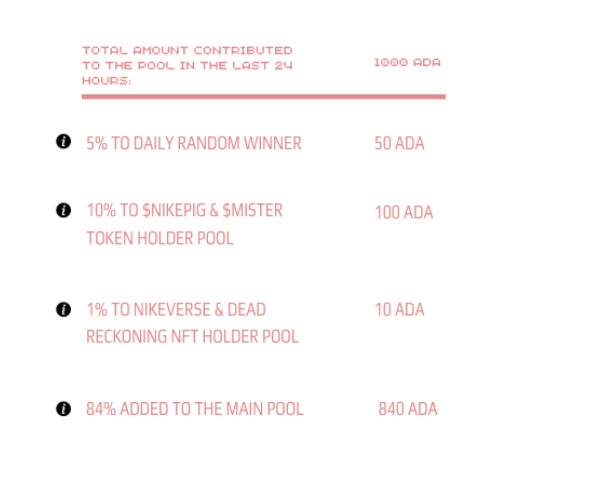 TOTAL AMOUNT CONTRIBUTED
TO THE POOL IN THE LAST 24
HOURS:
1000 ADA
i 5% TO DAILY RANDOM WINNER 50 ADA
i 10% TO $NIKEPIG & $MISTER 100 ADA
TOKEN HOLDER POOL
i 1% TO NIKEVERSE & DEAD 10 ADA
RECKONING NFT HOLDER POOL
i 84% ADDED TO THE MAIN POOL 840 ADA